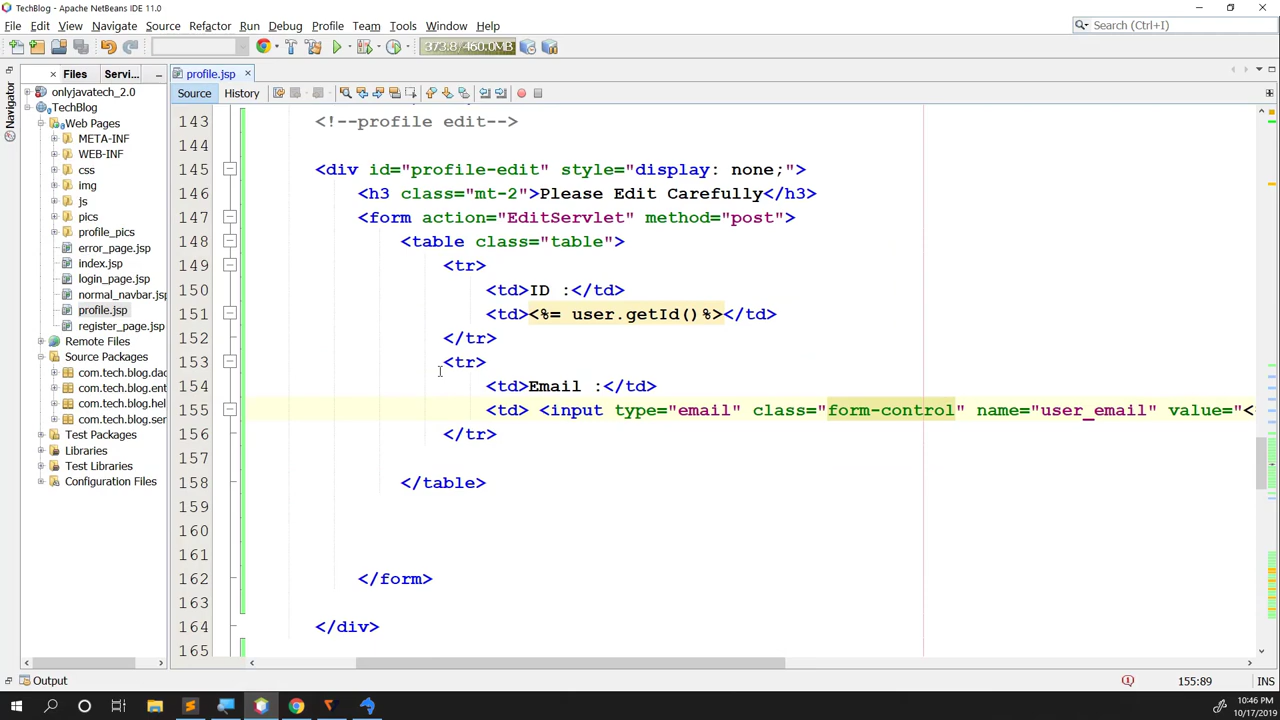 TechBlog - Apache NetBeans IDE 11.0
File Edit View Navigate Source Refactor Run Debug Profile Team Tools Window Help
Search (Ctrl+I)
373.8/460.0MB
Files Servi...
profile.jsp
Navigator
Source History
onlyjavatech_2.0
TechBlog
Web Pages
META-INF
WEB-INF
css
img
js
pics
profile_pics
error_page.jsp
index.jsp
login_page.jsp
normal_navbar.jsp
profile.jsp
register_page.jsp
Remote Files
Source Packages
com.tech.blog.dao
com.tech.blog.ent
com.tech.blog.hel
com.tech.blog.ser
Test Packages
Libraries
Test Libraries
Configuration Files
143 <!--profile edit-->
144
145 <div id="profile-edit" style="display: none;">
146 <h3 class="mt-2">Please Edit Carefully</h3>
147 <form action="EditServlet" method="post">
148 <table class="table">
149 <tr>
150 <td>ID :</td>
151 <td><%= user.getId()%></td>
152 </tr>
153 <tr>
154 <td>Email :</td>
155 <td> <input type="email" class="form-control" name="user_email" value="<
156 </tr>
157
158 </table>
159
160
161
162 </form>
163
164 </div>
165
Output
155:89 INS
10:46 PM
10/17/2019